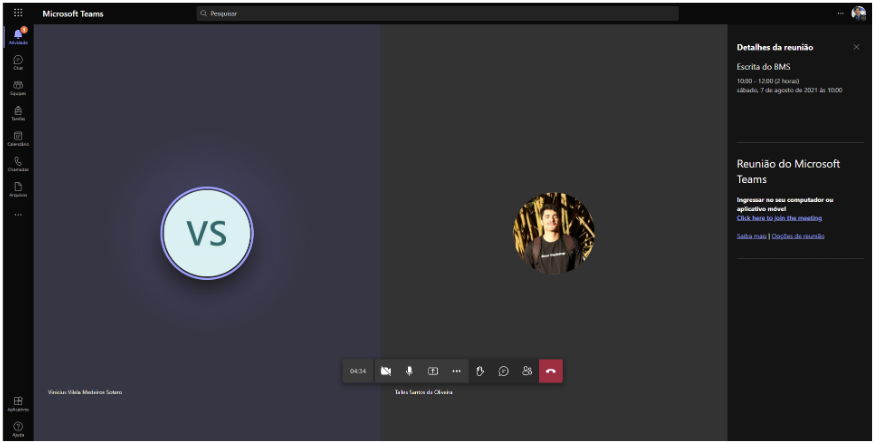 Microsoft Teams
Pesquisar
Atividade
Chat
Equipes
Tarefas
Calendário
Chamadas
Arquivos
Aplicativos
Ajuda
VS
Vinicius Vilela Medeiros Sotero
Talles Santos de Oliveira
04:34
Detalhes da reunião
Escrita do BMS
10:00 - 12:00 (2 horas)
sábado, 7 de agosto de 2021 às 10:00
Reunião do Microsoft
Teams
Ingressar no seu computador ou
aplicativo móvel
Click here to join the meeting
Saiba mais | Opções de reunião